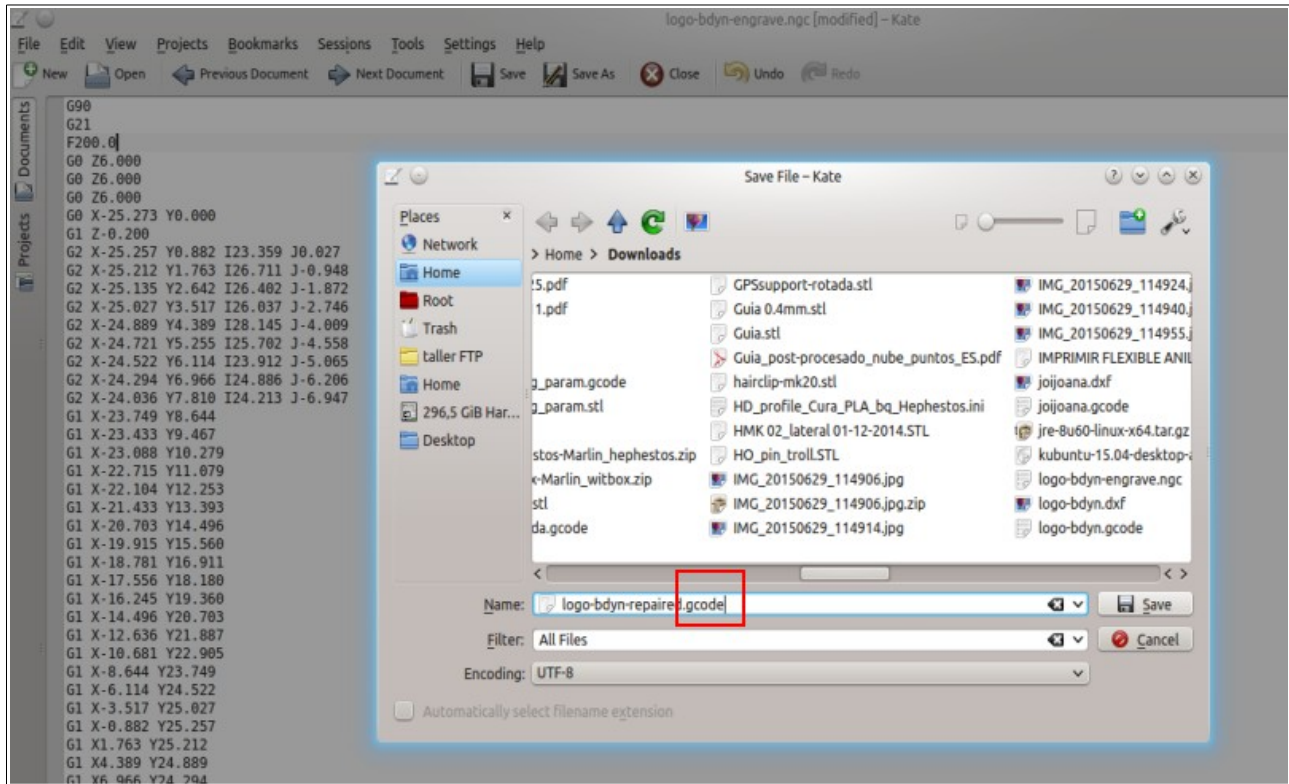 logo-bdyn-engrave.ngc [modified] – Kate
File Edit View Projects Bookmarks Sessions Tools Settings Help
New Open Previous Document Next Document Save Save As Close Undo Redo
Documents
Projects
G90
G21
F200.0
G0 Z6.000
G0 Z6.000
G0 Z6.000
G0 X-25.273 Y0.000
G1 Z-0.200
G2 X-25.257 Y0.882 I23.359 J0.027
G2 X-25.212 Y1.763 I26.711 J-0.948
G2 X-25.135 Y2.642 I26.402 J-1.872
G2 X-25.027 Y3.517 I26.037 J-2.746
G2 X-24.889 Y4.389 I28.145 J-4.009
G2 X-24.721 Y5.255 I25.702 J-4.558
G2 X-24.522 Y6.114 I23.912 J-5.065
G2 X-24.294 Y6.966 I24.886 J-6.206
G2 X-24.036 Y7.810 I24.213 J-6.947
G1 X-23.749 Y8.644
G1 X-23.433 Y9.467
G1 X-23.088 Y10.279
G1 X-22.715 Y11.079
G1 X-22.104 Y12.253
G1 X-21.433 Y13.393
G1 X-20.703 Y14.496
G1 X-19.915 Y15.560
G1 X-18.781 Y16.911
G1 X-17.556 Y18.180
G1 X-16.245 Y19.360
G1 X-14.496 Y20.703
G1 X-12.636 Y21.887
G1 X-10.681 Y22.905
G1 X-8.644 Y23.749
G1 X-6.114 Y24.522
G1 X-3.517 Y25.027
G1 X-0.882 Y25.257
G1 X1.763 Y25.212
G1 X4.389 Y24.889
G1 X6.966 Y24.294
Save File – Kate
Places
Network
Home
Root
Trash
taller FTP
Home
296,5 GiB Har...
Desktop
> Home > Downloads
5.pdf
1.pdf
g_param.gcode
g_param.stl
stos-Marlin_hephestos.zip
x-Marlin_witbox.zip
stl
da.gcode
GPSsupport-rotada.stl
Guia 0.4mm.stl
Guia.stl
Guia_post-procesado_nube_puntos_ES.pdf
hairclip-mk20.stl
HD_profile_Cura_PLA_bq_Hephestos.ini
HMK 02_lateral 01-12-2014.STL
HO_pin_troll.STL
IMG_20150629_114906.jpg
IMG_20150629_114906.jpg.zip
IMG_20150629_114914.jpg
IMG_20150629_114924.j
IMG_20150629_114940.j
IMG_20150629_114955.j
IMPRIMIR FLEXIBLE ANIL
joijoana.dxf
joijoana.gcode
jre-8u60-linux-x64.tar.gz
kubuntu-15.04-desktop-
logo-bdyn-engrave.ngc
logo-bdyn.dxf
logo-bdyn.gcode
Name: logo-bdyn-repaired.gcode Save
Filter: All Files Cancel
Encoding: UTF-8
Automatically select filename extension